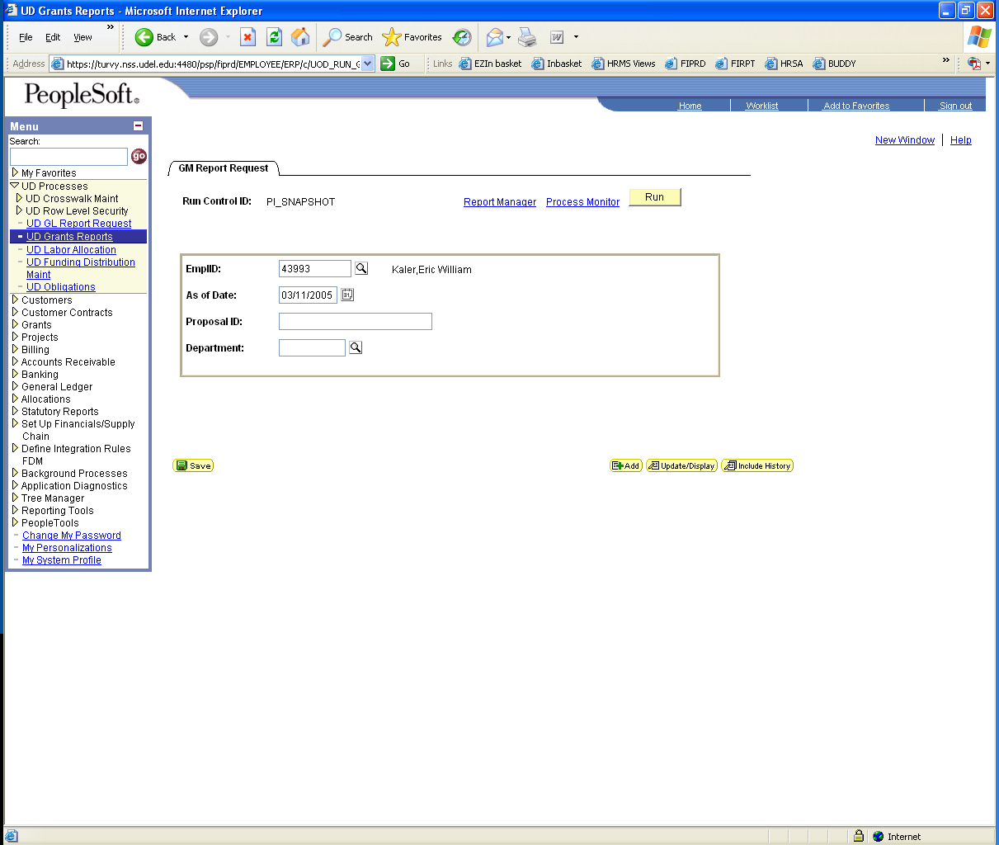 UD Grants Reports - Microsoft Internet Explorer
File Edit View » Back Search Favorites
Address https://turvy.nss.udel.edu:4480/psp/fiprd/EMPLOYEE/ERP/c/UOD_RUN_G Go Links EZIn basket Inbasket HRMS Views FIPRD FIRPT HRSA BUDDY »
PeopleSoft®
Home Worklist Add to Favorites Sign out
New Window Help
Menu
Search:
go
My Favorites
UD Processes
UD Crosswalk Maint
UD Row Level Security
UD GL Report Request
UD Grants Reports
UD Labor Allocation
UD Funding Distribution
Maint
UD Obligations
Customers
Customer Contracts
Grants
Projects
Billing
Accounts Receivable
Banking
General Ledger
Allocations
Statutory Reports
Set Up Financials/Supply
Chain
Define Integration Rules
FDM
Background Processes
Application Diagnostics
Tree Manager
Reporting Tools
PeopleTools
Change My Password
My Personalizations
My System Profile
GM Report Request
Run Control ID: PI_SNAPSHOT Report Manager Process Monitor Run
EmplID: 43993 Kaler,Eric William
As of Date: 03/11/2005 31
Proposal ID:
Department:
Save Add Update/Display Include History
Internet